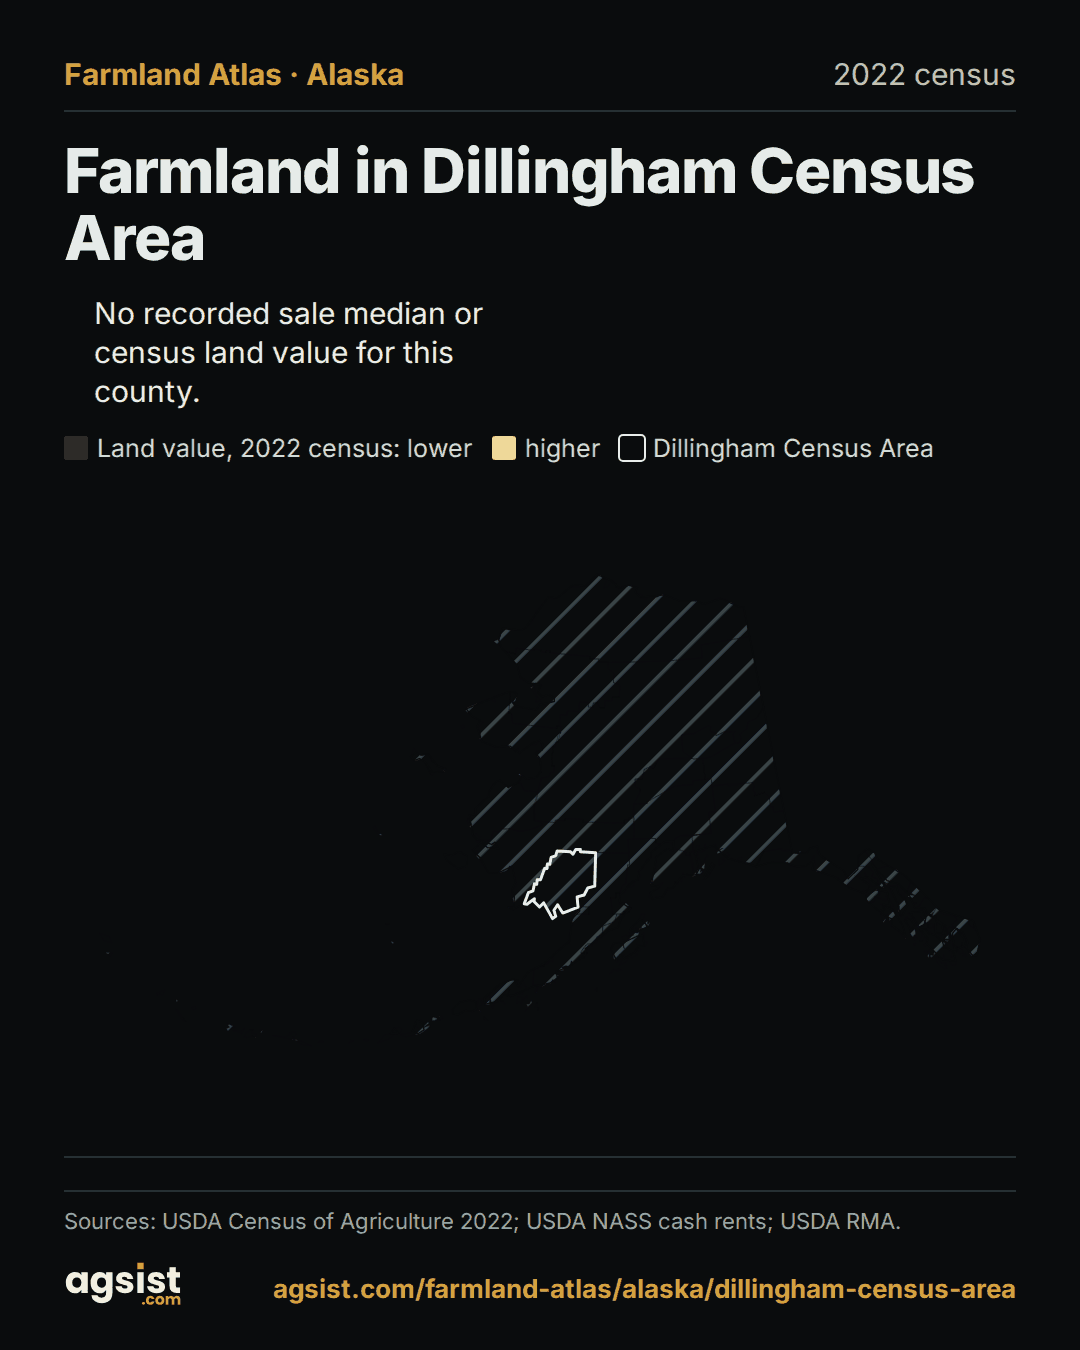 Farmland Atlas · Alaska
2022 census
Farmland in Dillingham Census
Area
No recorded sale median or
census land value for this
county.
Land value, 2022 census: lower
higher
Dillingham Census Area
Sources: USDA Census of Agriculture 2022; USDA NASS cash rents; USDA RMA.
agsist
.com
agsist.com/farmland-atlas/alaska/dillingham-census-area